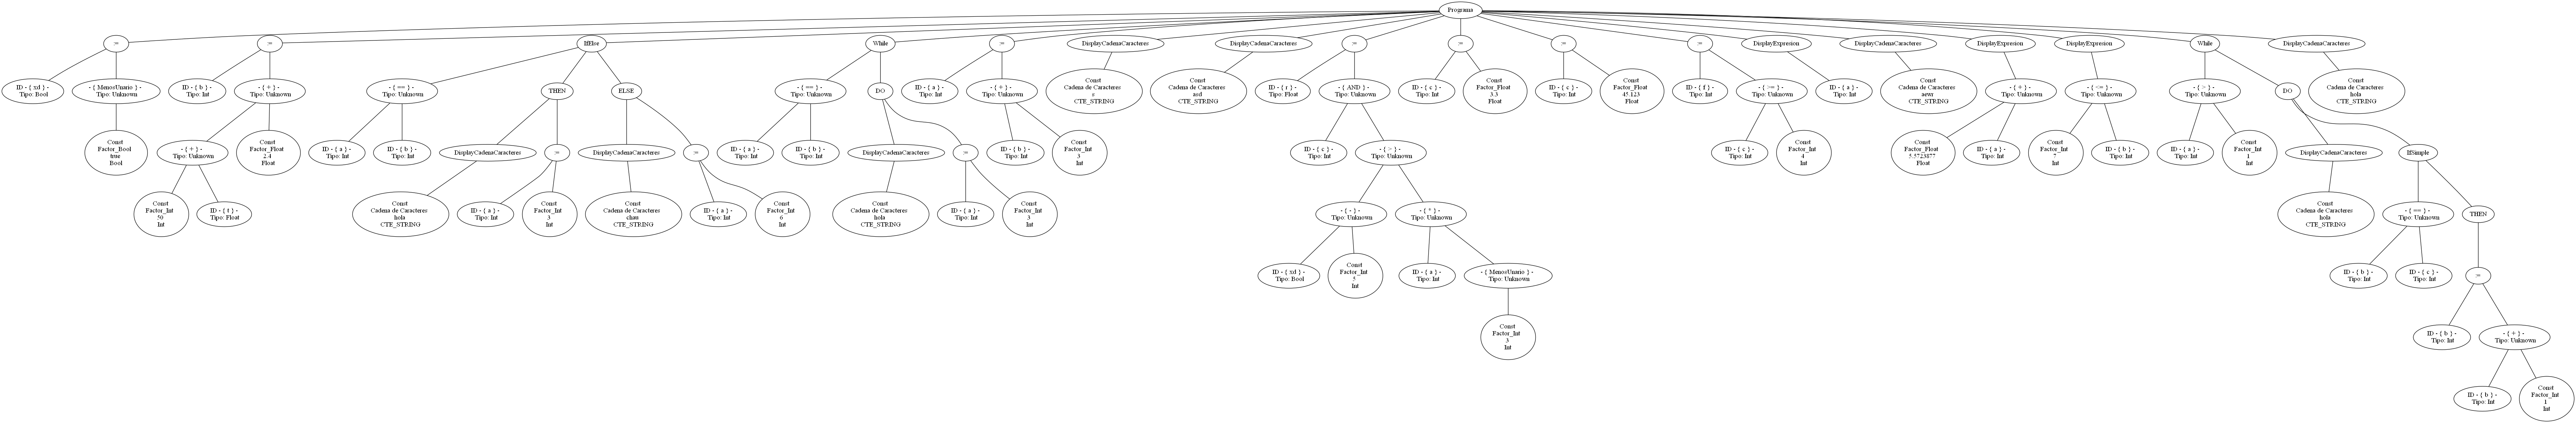 Programa
:=
:=
IfElse
While
:=
DisplayCadenaCaracteres
DisplayCadenaCaracteres
:=
:=
:=
:=
DisplayExpresion
DisplayCadenaCaracteres
DisplayExpresion
DisplayExpresion
While
DisplayCadenaCaracteres
ID - { xd } -
Tipo: Bool
- { MenosUnario } -
Tipo: Unknown
ID - { b } -
Tipo: Int
- { + } -
Tipo: Unknown
- { == } -
Tipo: Unknown
THEN
ELSE
- { == } -
Tipo: Unknown
DO
ID - { a } -
Tipo: Int
- { + } -
Tipo: Unknown
Const
Cadena de Caracteres
s
CTE_STRING
Const
Cadena de Caracteres
asd
CTE_STRING
ID - { r } -
Tipo: Float
- { AND } -
Tipo: Unknown
ID - { c } -
Tipo: Int
Const
Factor_Float
3.3
Float
ID - { c } -
Tipo: Int
Const
Factor_Float
45.123
Float
ID - { f } -
Tipo: Int
- { >= } -
Tipo: Unknown
ID - { a } -
Tipo: Int
Const
Cadena de Caracteres
aewr
CTE_STRING
- { + } -
Tipo: Unknown
- { <= } -
Tipo: Unknown
- { > } -
Tipo: Unknown
DO
Const
Cadena de Caracteres
hola
CTE_STRING
Const
Factor_Bool
true
Bool
- { + } -
Tipo: Unknown
Const
Factor_Float
2.4
Float
ID - { a } -
Tipo: Int
ID - { b } -
Tipo: Int
DisplayCadenaCaracteres
:=
DisplayCadenaCaracteres
:=
ID - { a } -
Tipo: Int
ID - { b } -
Tipo: Int
DisplayCadenaCaracteres
:=
ID - { b } -
Tipo: Int
Const
Factor_Int
3
Int
ID - { c } -
Tipo: Int
- { > } -
Tipo: Unknown
ID - { c } -
Tipo: Int
Const
Factor_Int
4
Int
Const
Factor_Float
5.5723877
Float
ID - { a } -
Tipo: Int
Const
Factor_Int
7
Int
ID - { b } -
Tipo: Int
ID - { a } -
Tipo: Int
Const
Factor_Int
1
Int
DisplayCadenaCaracteres
IfSimple
Const
Factor_Int
50
Int
ID - { t } -
Tipo: Float
Const
Cadena de Caracteres
hola
CTE_STRING
ID - { a } -
Tipo: Int
Const
Factor_Int
3
Int
Const
Cadena de Caracteres
chau
CTE_STRING
ID - { a } -
Tipo: Int
Const
Factor_Int
6
Int
Const
Cadena de Caracteres
hola
CTE_STRING
ID - { a } -
Tipo: Int
Const
Factor_Int
3
Int
- { - } -
Tipo: Unknown
- { * } -
Tipo: Unknown
Const
Cadena de Caracteres
hola
CTE_STRING
- { == } -
Tipo: Unknown
THEN
ID - { xd } -
Tipo: Bool
Const
Factor_Int
5
Int
ID - { a } -
Tipo: Int
- { MenosUnario } -
Tipo: Unknown
ID - { b } -
Tipo: Int
ID - { c } -
Tipo: Int
:=
Const
Factor_Int
3
Int
ID - { b } -
Tipo: Int
- { + } -
Tipo: Unknown
ID - { b } -
Tipo: Int
Const
Factor_Int
1
Int